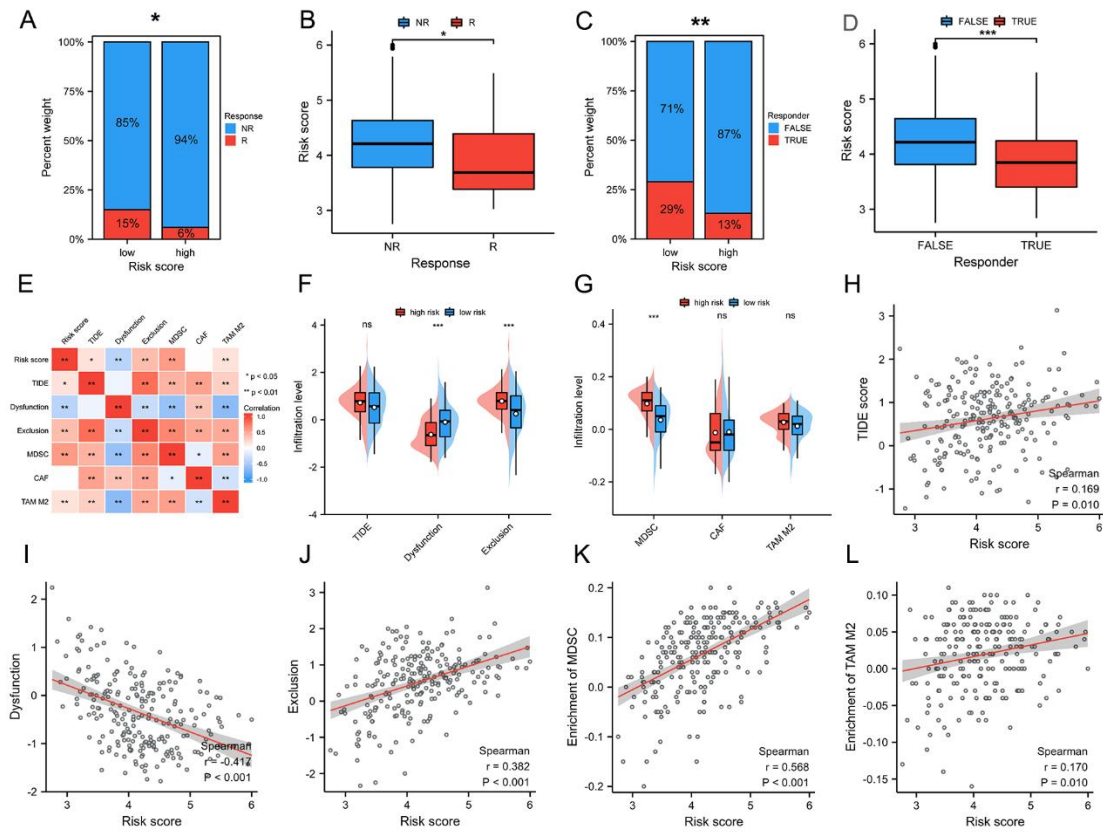 A
*
100%
75%
50%
25%
0%
Percent weight
85%
94%
15%
6%
low
high
Risk score
Response
NR
R
B
NR
R
*
6
5
4
3
Risk score
NR
R
Response
C
**
100%
75%
50%
25%
0%
Percent weight
71%
87%
29%
13%
low
high
Risk score
Responder
FALSE
TRUE
D
FALSE
TRUE
***
6
5
4
3
Risk score
FALSE
TRUE
Responder
E
Risk score
TIDE
Dysfunction
Exclusion
MDSC
CAF
TAM M2
Risk score ** * ** ** ** **
TIDE * ** ** ** ** **
Dysfunction ** ** ** ** ** **
Exclusion ** ** ** ** ** ** **
MDSC ** ** ** ** ** * **
CAF ** ** ** * ** **
TAM M2 ** ** ** ** ** ** **
* p < 0.05
** p < 0.01
Correlation
1.0
0.5
0.0
-0.5
-1.0
F
high risk
low risk
ns
***
***
4
2
0
-2
-4
Infiltration level
TIDE
Dysfunction
Exclusion
G
high risk
low risk
***
ns
ns
0.4
0.2
0.0
-0.2
Infiltration level
MDSC
CAF
TAM M2
H
3
2
1
0
-1
TIDE score
Spearman
r = 0.169
P = 0.010
3
4
5
6
Risk score
I
2
1
0
-1
-2
Dysfunction
Spearman
r = -0.417
P < 0.001
3
4
5
6
Risk score
J
3
2
1
0
-1
-2
Exclusion
Spearman
r = 0.382
P < 0.001
3
4
5
6
Risk score
K
0.2
0.1
0.0
-0.1
-0.2
Enrichment of MDSC
Spearman
r = 0.568
P < 0.001
3
4
5
6
Risk score
L
0.10
0.05
0.00
-0.05
-0.10
-0.15
Enrichment of TAM M2
Spearman
r = 0.170
P = 0.010
3
4
5
6
Risk score